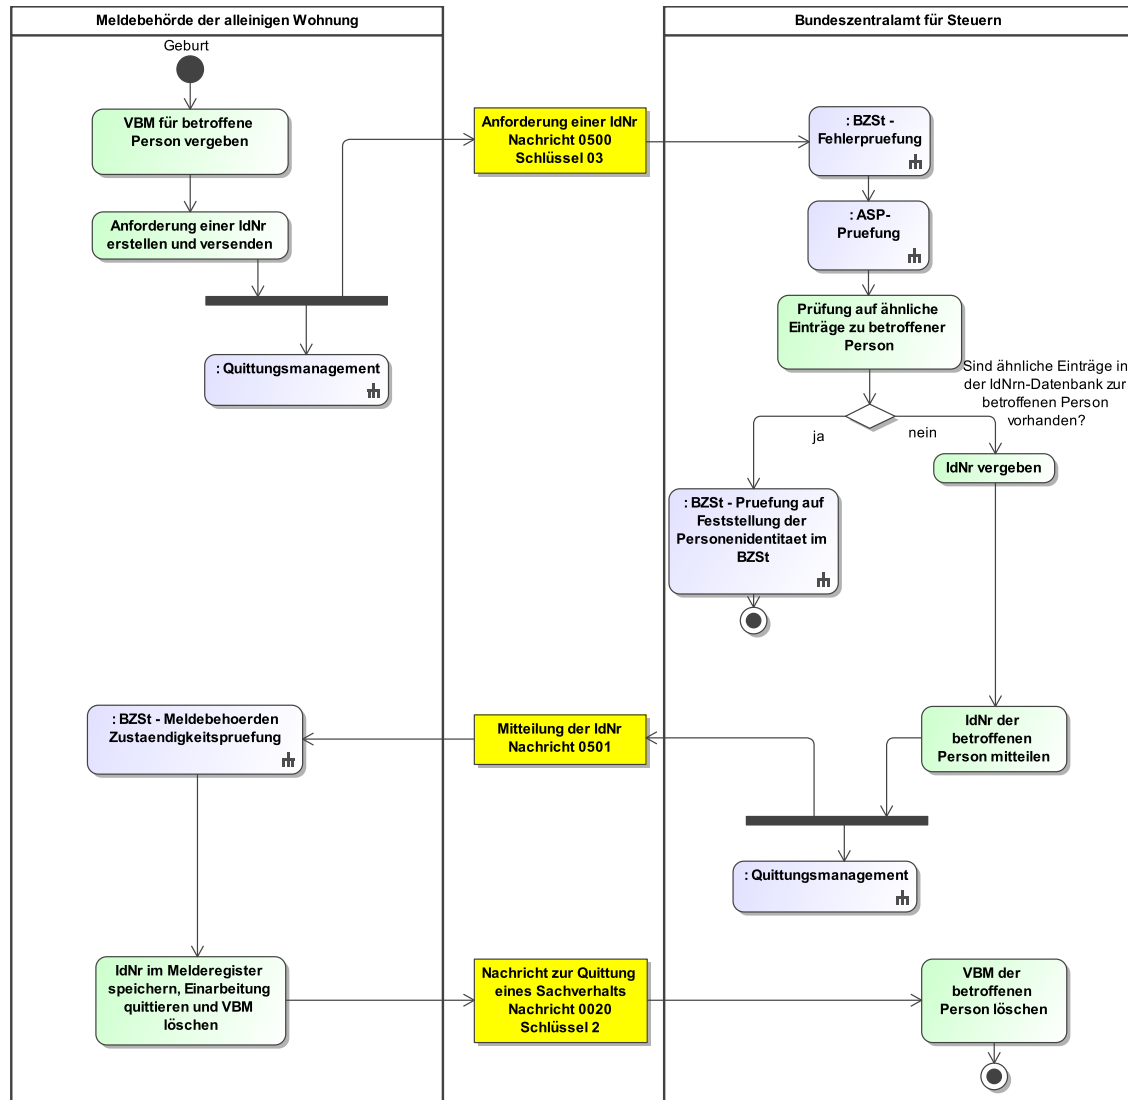 Meldebehörde der alleinigen Wohnung
Bundeszentralamt für Steuern
Geburt
VBM für betroffene
Person vergeben
Anforderung einer IdNr
erstellen und versenden
: Quittungsmanagement
Anforderung einer IdNr
Nachricht 0500
Schlüssel 03
: BZSt -
Fehlerpruefung
: ASP-
Pruefung
Prüfung auf ähnliche
Einträge zu betroffener
Person
Sind ähnliche Einträge in
der IdNrn-Datenbank zur
betroffenen Person
vorhanden?
ja
nein
IdNr vergeben
: BZSt - Pruefung auf
Feststellung der
Personenidentitaet im
BZSt
: BZSt - Meldebehoerden
Zustaendigkeitspruefung
Mitteilung der IdNr
Nachricht 0501
IdNr der
betroffenen
Person mitteilen
: Quittungsmanagement
IdNr im Melderegister
speichern, Einarbeitung
quittieren und VBM
löschen
Nachricht zur Quittung
eines Sachverhalts
Nachricht 0020
Schlüssel 2
VBM der
betroffenen
Person löschen